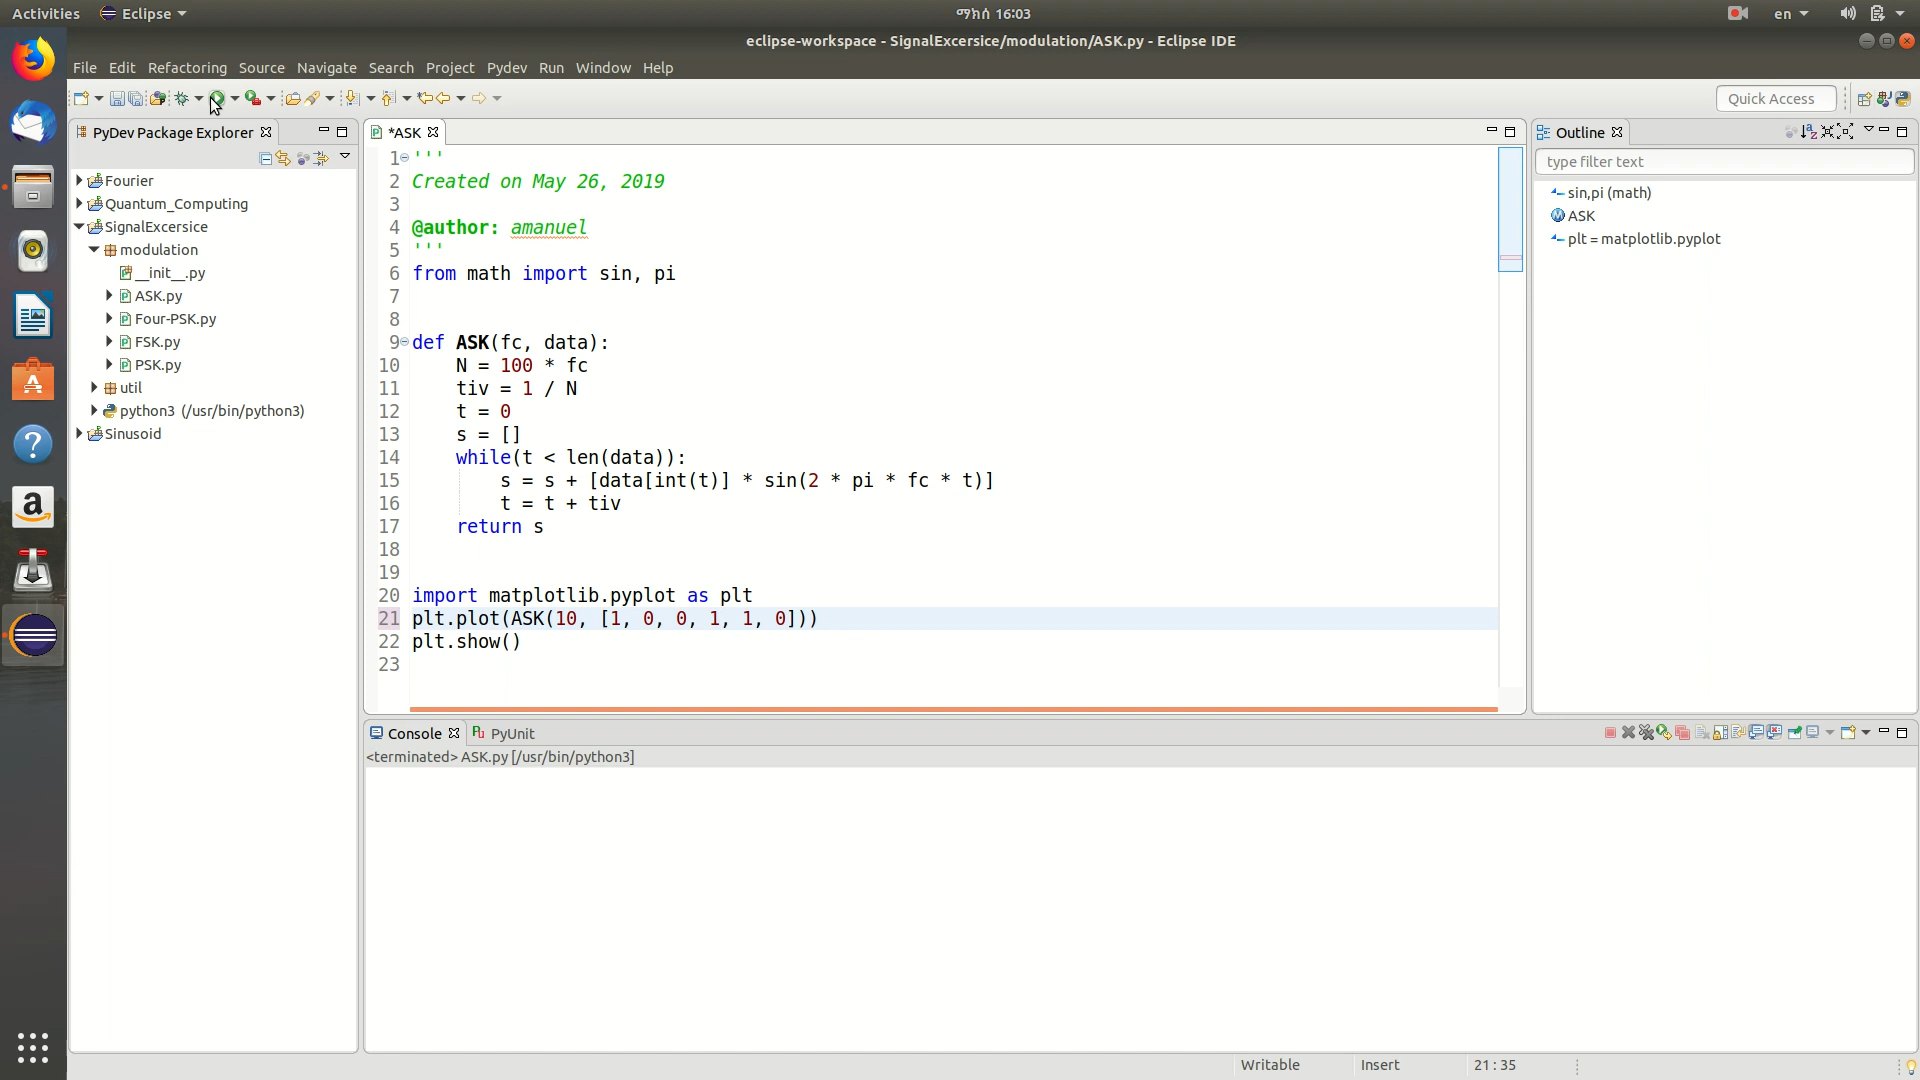 Activities Eclipse ማክሰ 16:03 en
eclipse-workspace - SignalExcersice/modulation/ASK.py - Eclipse IDE
File Edit Refactoring Source Navigate Search Project Pydev Run Window Help
Quick Access
PyDev Package Explorer
Fourier
Quantum_Computing
SignalExcersice
modulation
__init__.py
ASK.py
Four-PSK.py
FSK.py
PSK.py
util
python3 (/usr/bin/python3)
Sinusoid
*ASK
1 '''
2 Created on May 26, 2019
3
4 @author: amanuel
5 '''
6 from math import sin, pi
7
8
9 def ASK(fc, data):
10 N = 100 * fc
11 tiv = 1 / N
12 t = 0
13 s = []
14 while(t < len(data)):
15 s = s + [data[int(t)] * sin(2 * pi * fc * t)]
16 t = t + tiv
17 return s
18
19
20 import matplotlib.pyplot as plt
21 plt.plot(ASK(10, [1, 0, 0, 1, 1, 0]))
22 plt.show()
23
Outline
type filter text
sin,pi (math)
ASK
plt = matplotlib.pyplot
Console PyUnit
<terminated> ASK.py [/usr/bin/python3]
Writable Insert 21 : 35